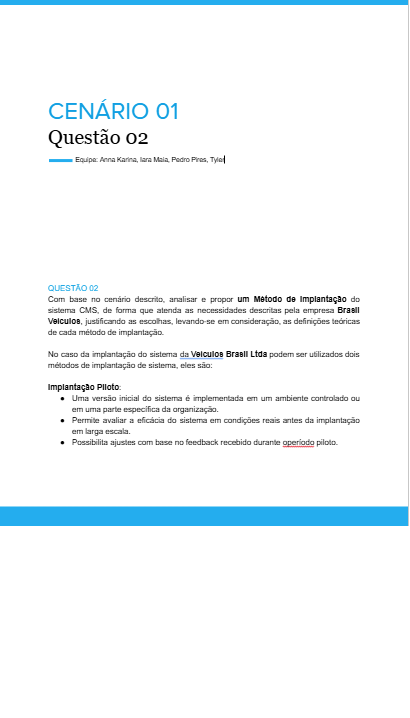 CENÁRIO 01
Questão 02
Equipe: Anna Karina, Iara Maia, Pedro Pires, Tyler
QUESTÃO 02
Com base no cenário descrito, analisar e propor um Método de Implantação do
sistema CMS, de forma que atenda as necessidades descritas pela empresa Brasil
Veículos, justificando as escolhas, levando-se em consideração, as definições teóricas
de cada método de implantação.
No caso da implantação do sistema da Veículos Brasil Ltda podem ser utilizados dois
métodos de implantação de sistema, eles são:
Implantação Piloto:
● Uma versão inicial do sistema é implementada em um ambiente controlado ou
em uma parte específica da organização.
● Permite avaliar a eficácia do sistema em condições reais antes da implantação
em larga escala.
● Possibilita ajustes com base no feedback recebido durante operíodo piloto.